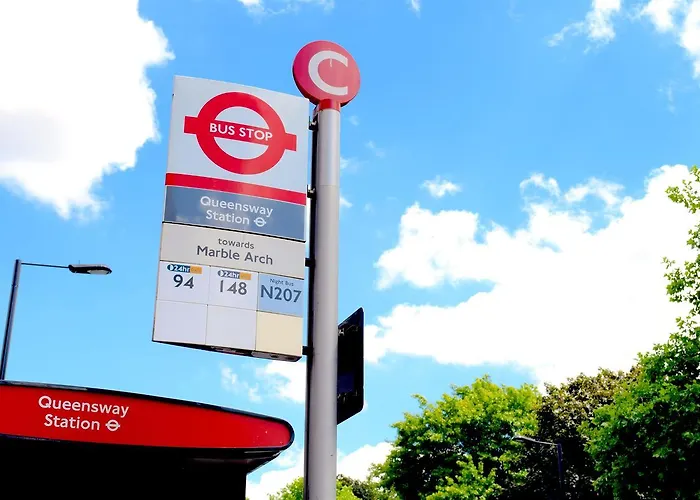 C
BUS STOP
Queensway
Station
towards
Marble Arch
24hr
94
24hr
148
Night Bus
N207
Queensway
Station